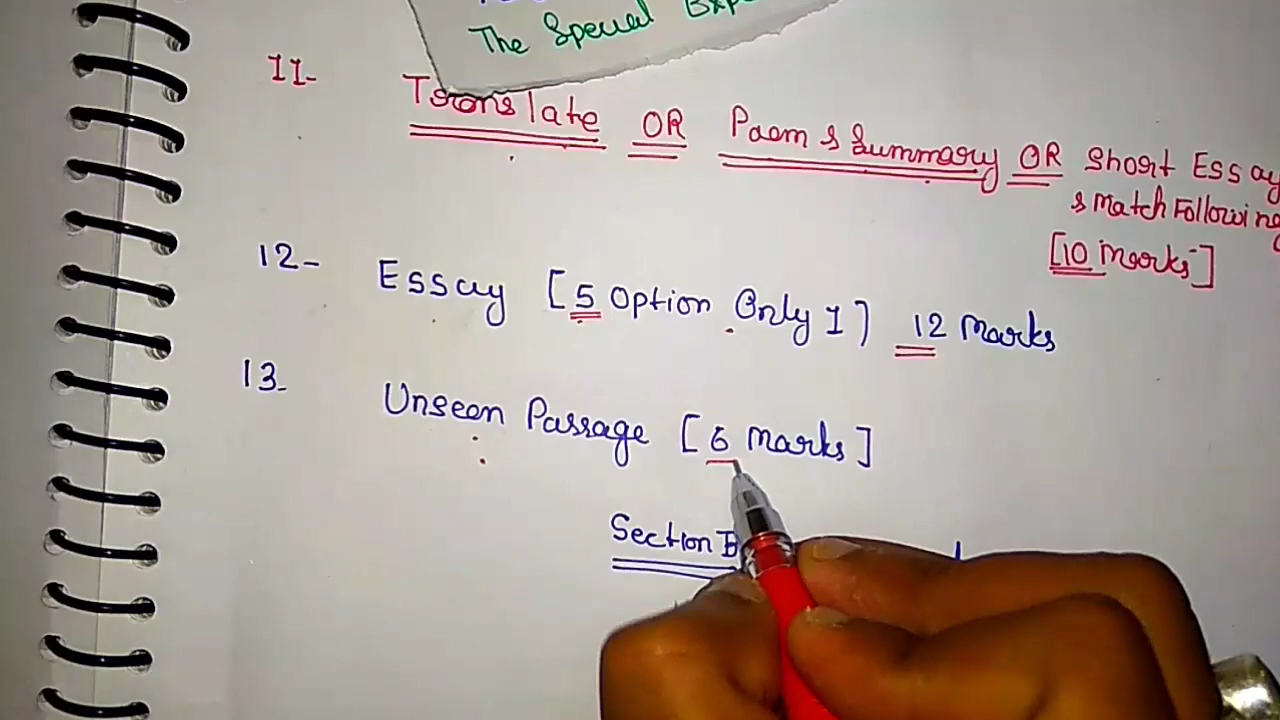 The Special
11- Translate OR Paem & Summary OR Short Essay
& Match Following
[10 Marks]
12- Essay [5 Option Only 1] 12 Marks
13- Unseen Passage [6 Marks]
Section B